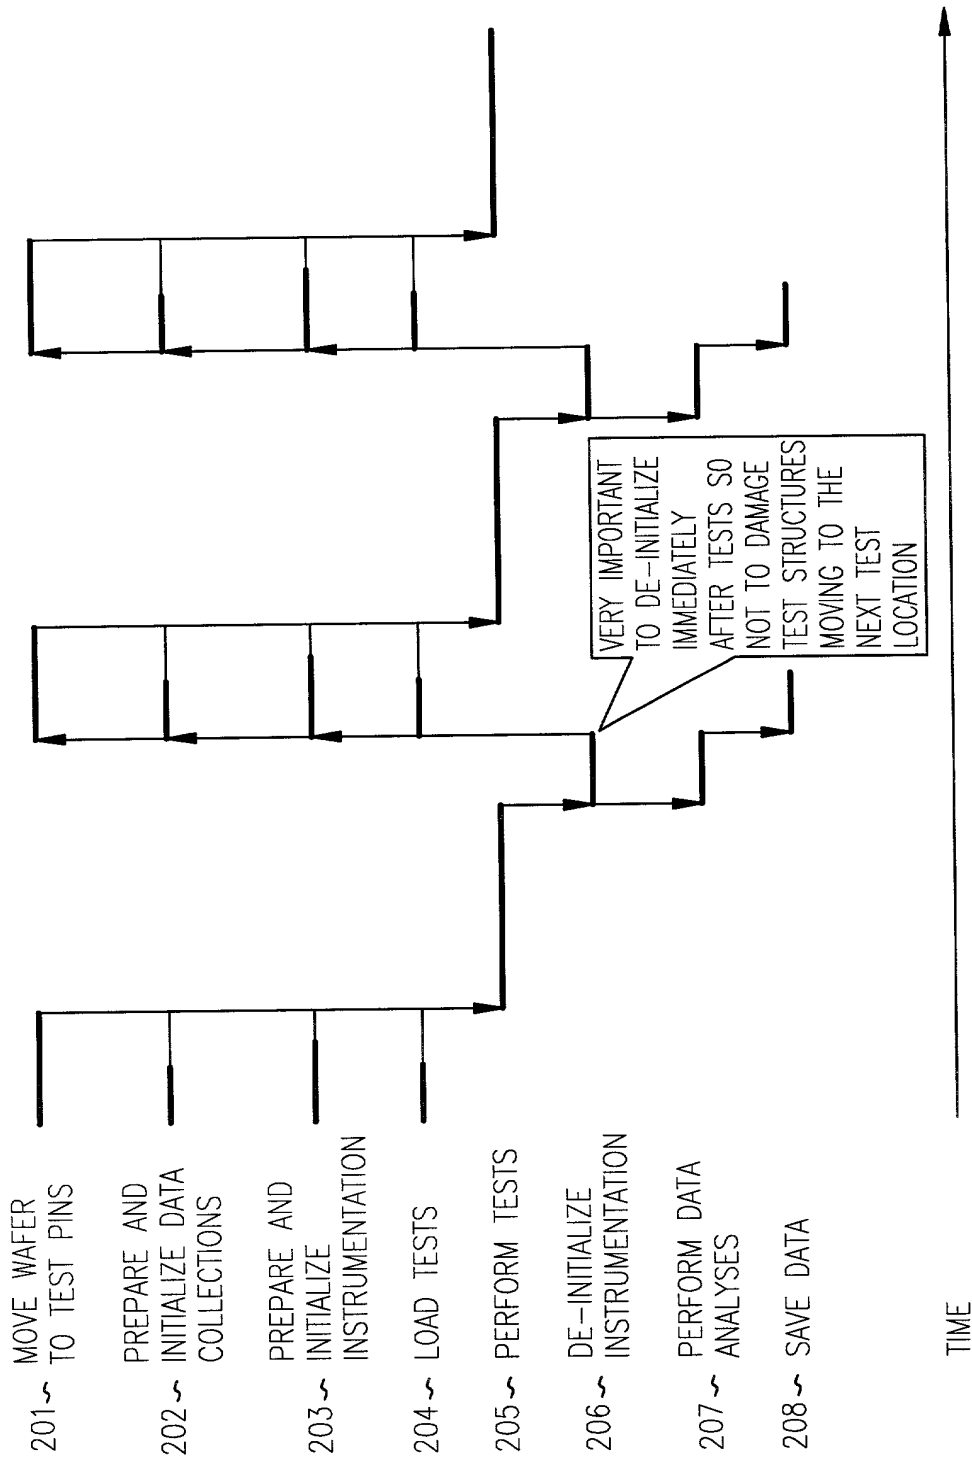 201~ MOVE WAFER
TO TEST PINS
202~ PREPARE AND
INITIALIZE DATA
COLLECTIONS
203~ PREPARE AND
INITIALIZE
INSTRUMENTATION
204~ LOAD TESTS
205~ PERFORM TESTS
206~ DE-INITIALIZE
INSTRUMENTATION
207~ PERFORM DATA
ANALYSES
208~ SAVE DATA
TIME
VERY IMPORTANT
TO DE-INITIALIZE
IMMEDIATELY
AFTER TESTS SO
NOT TO DAMAGE
TEST STRUCTURES
MOVING TO THE
NEXT TEST
LOCATION